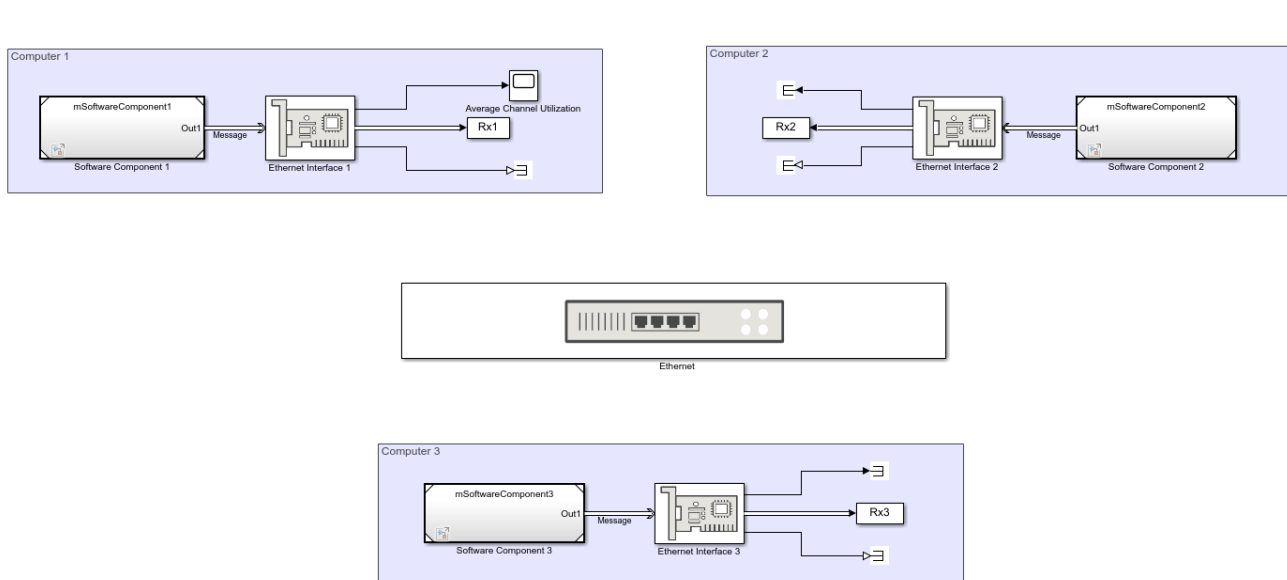 Computer 1
mSoftwareComponent1
Out1
Message
Software Component 1
Ethernet Interface 1
Average Channel Utilization
Rx1
Computer 2
Rx2
Ethernet Interface 2
Message
mSoftwareComponent2
Out1
Software Component 2
Ethernet
Computer 3
mSoftwareComponent3
Out1
Message
Software Component 3
Ethernet Interface 3
Rx3